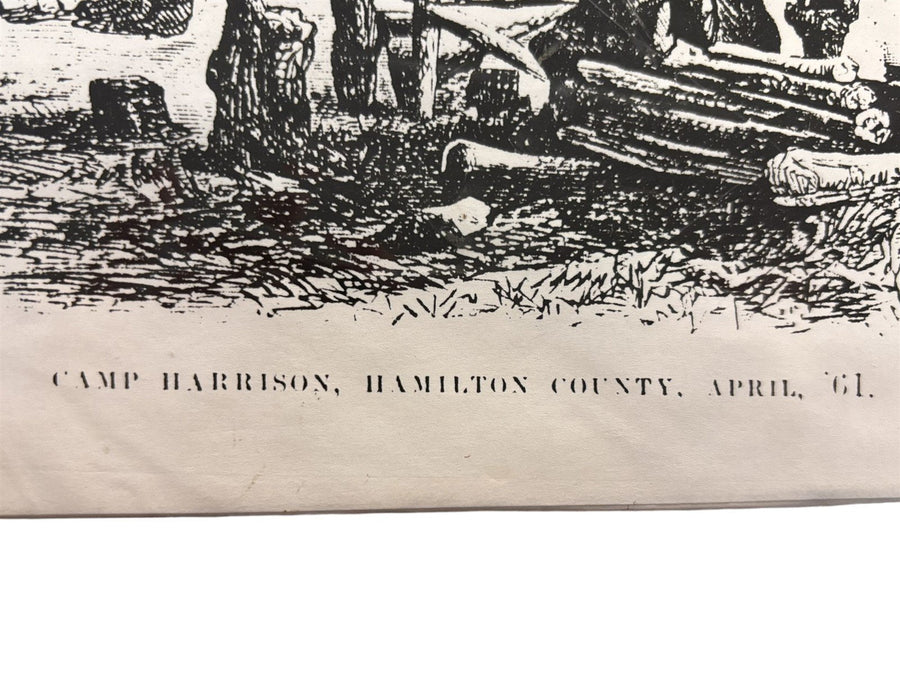 CAMP HARRISON, HAMILTON COUNTY, APRIL, '61.